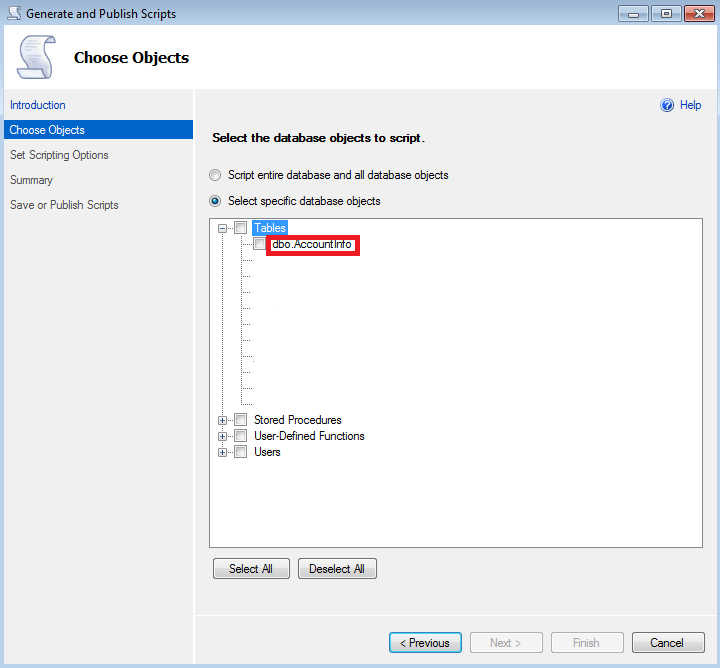 Generate and Publish Scripts
Choose Objects
Introduction
Choose Objects
Set Scripting Options
Summary
Save or Publish Scripts
Help
Select the database objects to script.
Script entire database and all database objects
Select specific database objects
Tables
dbo.AccountInfo
Stored Procedures
User-Defined Functions
Users
Select All
Deselect All
< Previous
Next >
Finish
Cancel